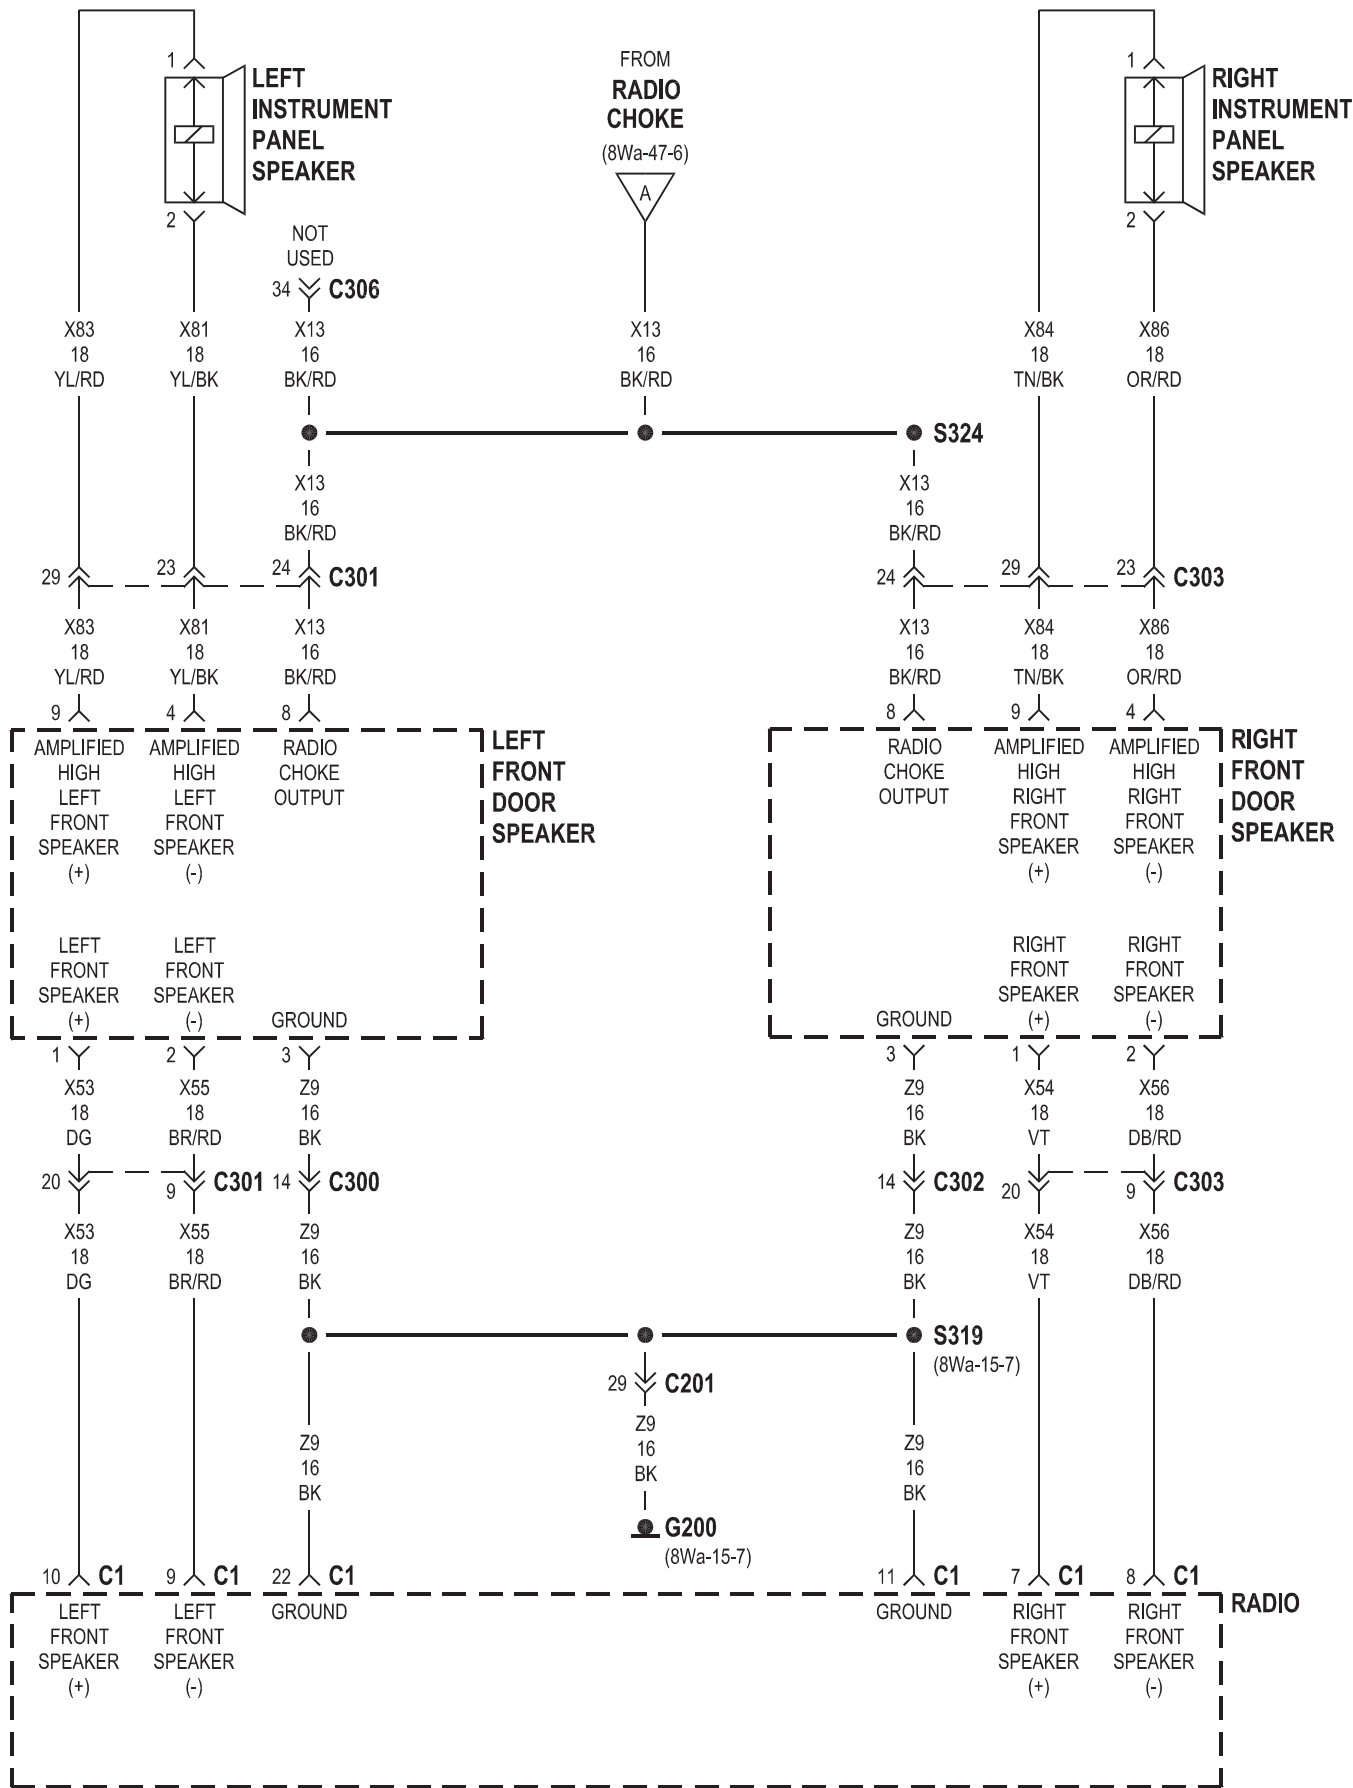 1
LEFT
INSTRUMENT
PANEL
SPEAKER
2
FROM
RADIO
CHOKE
(8Wa-47-6)
A
1
RIGHT
INSTRUMENT
PANEL
SPEAKER
2
NOT
USED
34 C306
X83 X81 X13 X13 X84 X86
18 18 16 16 18 18
YL/RD YL/BK BK/RD BK/RD TN/BK OR/RD
S324
X13 X13
16 16
BK/RD BK/RD
29 23 24 C301 24 29 23 C303
X83 X81 X13 X13 X84 X86
18 18 16 16 18 18
YL/RD YL/BK BK/RD BK/RD TN/BK OR/RD
9 4 8 8 9 4
AMPLIFIED
HIGH
LEFT
FRONT
SPEAKER
(+)
AMPLIFIED
HIGH
LEFT
FRONT
SPEAKER
(-)
RADIO
CHOKE
OUTPUT
LEFT
FRONT
DOOR
SPEAKER
RADIO
CHOKE
OUTPUT
AMPLIFIED
HIGH
RIGHT
FRONT
SPEAKER
(+)
AMPLIFIED
HIGH
RIGHT
FRONT
SPEAKER
(-)
RIGHT
FRONT
DOOR
SPEAKER
LEFT
FRONT
SPEAKER
(+)
LEFT
FRONT
SPEAKER
(-)
GROUND
GROUND
RIGHT
FRONT
SPEAKER
(+)
RIGHT
FRONT
SPEAKER
(-)
1 2 3 3 1 2
X53 X55 Z9 Z9 X54 X56
18 18 16 16 18 18
DG BR/RD BK BK VT DB/RD
20 9 C301 14 C300 14 C302 20 9 C303
X53 X55 Z9 Z9 X54 X56
18 18 16 16 18 18
DG BR/RD BK BK VT DB/RD
S319
(8Wa-15-7)
29 C201
Z9 Z9 Z9
16 16 16
BK BK BK
G200
(8Wa-15-7)
10 C1 9 C1 22 C1 11 C1 7 C1 8 C1
RADIO
LEFT
FRONT
SPEAKER
(+)
LEFT
FRONT
SPEAKER
(-)
GROUND
GROUND
RIGHT
FRONT
SPEAKER
(+)
RIGHT
FRONT
SPEAKER
(-)